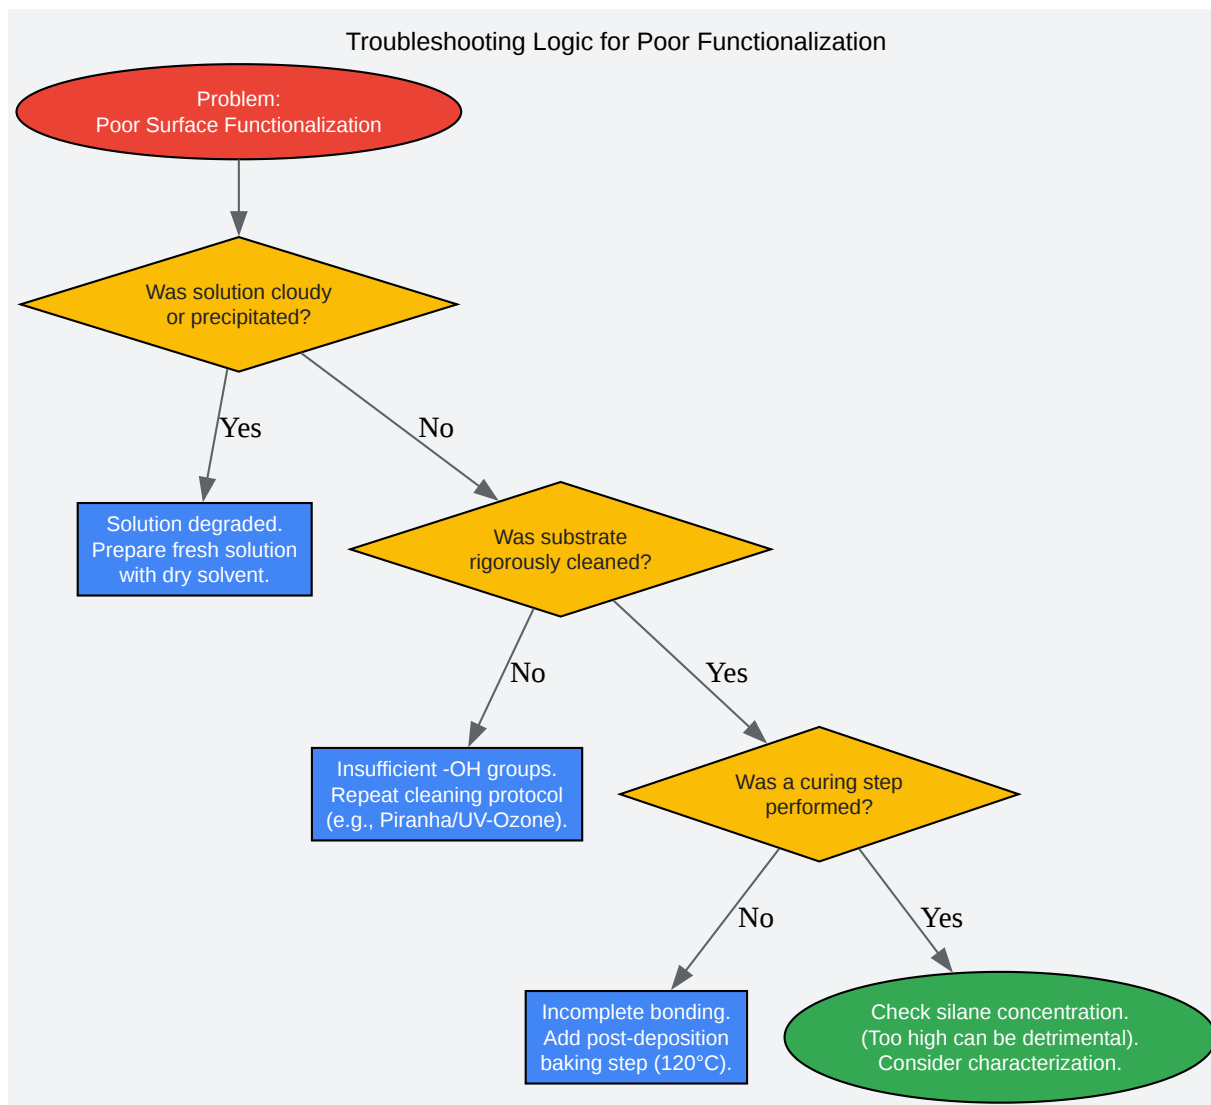 Troubleshooting Logic for Poor Functionalization
Problem:
Poor Surface Functionalization
Was solution cloudy
or precipitated?
Yes
No
Solution degraded.
Prepare fresh solution
with dry solvent.
Was substrate
rigorously cleaned?
No
Yes
Insufficient -OH groups.
Repeat cleaning protocol
(e.g., Piranha/UV-Ozone).
Was a curing step
performed?
No
Yes
Incomplete bonding.
Add post-deposition
baking step (120°C).
Check silane concentration.
(Too high can be detrimental).
Consider characterization.